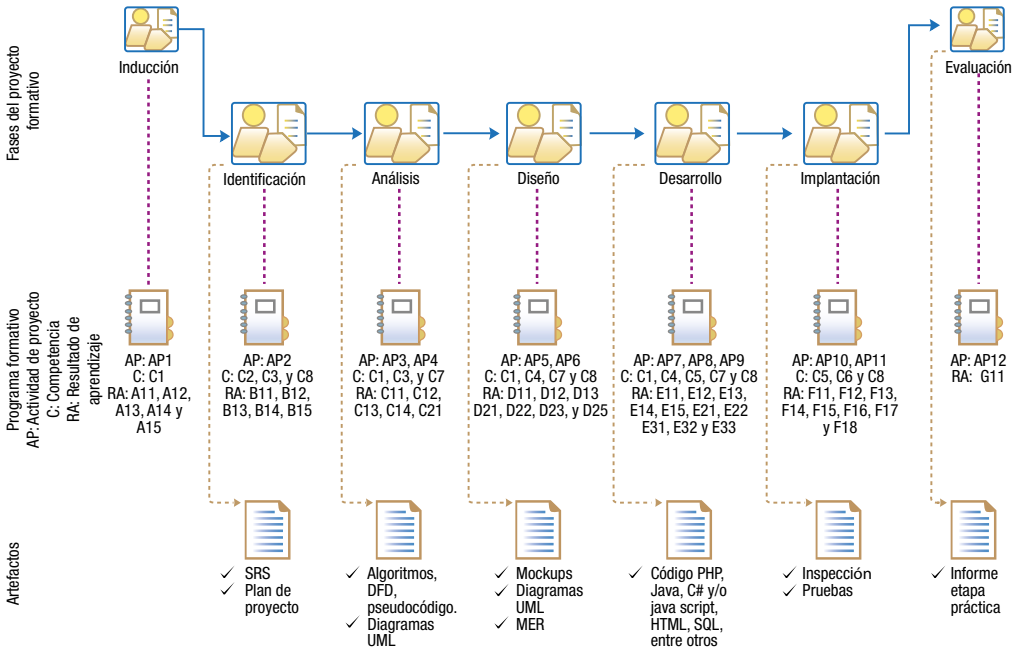 Fases del proyecto
formativo
Inducción
Identificación
Análisis
Diseño
Desarrollo
Implantación
Evaluación
Programa formativo
AP: Actividad de proyecto
C: Competencia
RA: Resultado de
aprendizaje
AP: AP1
C: C1
RA: A11, A12,
A13, A14 y
A15
AP: AP2
C: C2, C3, y C8
RA: B11, B12,
B13, B14, B15
AP: AP3, AP4
C: C1, C3, y C7
RA: C11, C12,
C13, C14, C21
AP: AP5, AP6
C: C1, C4, C7 y C8
RA: D11, D12, D13
D21, D22, D23, y D25
AP: AP7, AP8, AP9
C: C1, C4, C5, C7 y C8
RA: E11, E12, E13,
E14, E15, E21, E22
E31, E32 y E33
AP: AP10, AP11
C: C5, C6 y C8
RA: F11, F12, F13,
F14, F15, F16, F17
y F18
AP: AP12
RA: G11
Artefactos
✓ SRS
✓ Plan de
proyecto
✓ Algoritmos,
DFD,
pseudocódigo.
✓ Diagramas
UML
✓ Mockups
✓ Diagramas
UML
✓ MER
✓ Código PHP,
Java, C# y/o
java script,
HTML, SQL,
entre otros
✓ Inspección
✓ Pruebas
✓ Informe
etapa
práctica